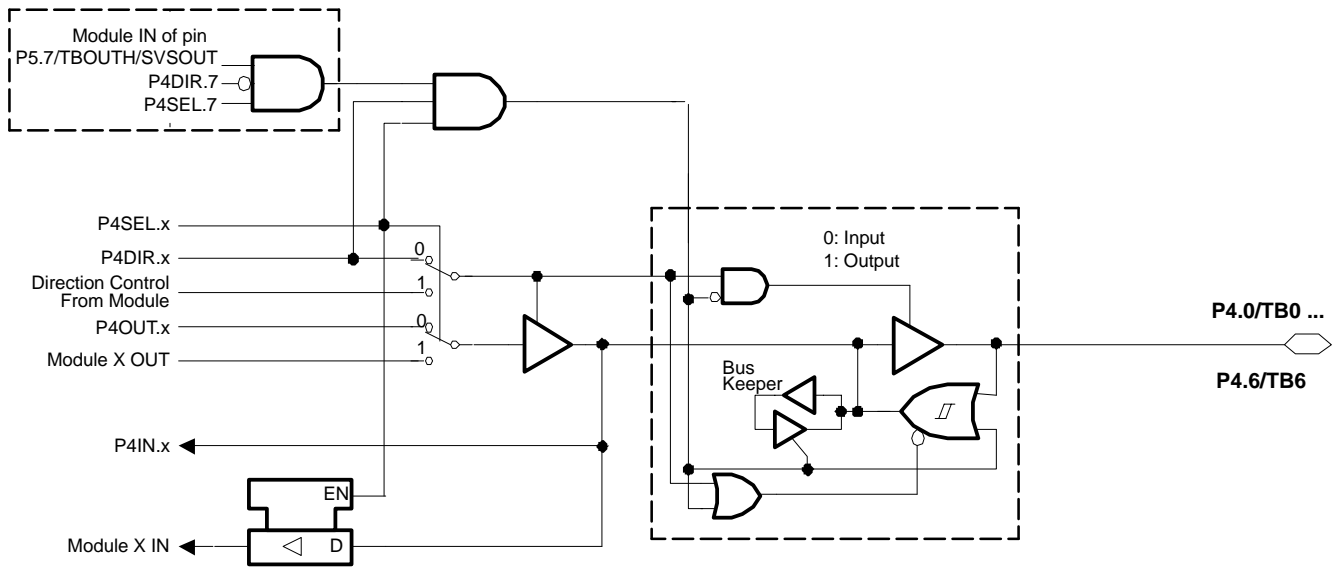 Module IN of pin
P5.7/TBOUTH/SVSOUT
P4DIR.7
P4SEL.7
P4SEL.x
P4DIR.x
0
Direction Control
From Module
1
P4OUT.x
0
Module X OUT
1
0: Input
1: Output
Bus
Keeper
P4.0/TB0 ...
P4.6/TB6
P4IN.x
EN
Module X IN
D